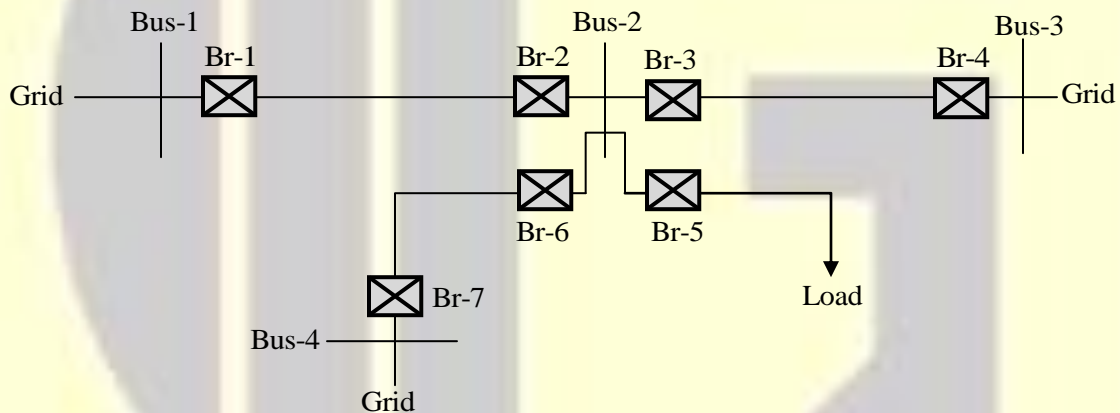 Bus-1
Bus-2
Bus-3
Br-1
Br-2
Br-3
Br-4
Grid
Grid
Br-6
Br-5
Br-7
Load
Bus-4
Grid